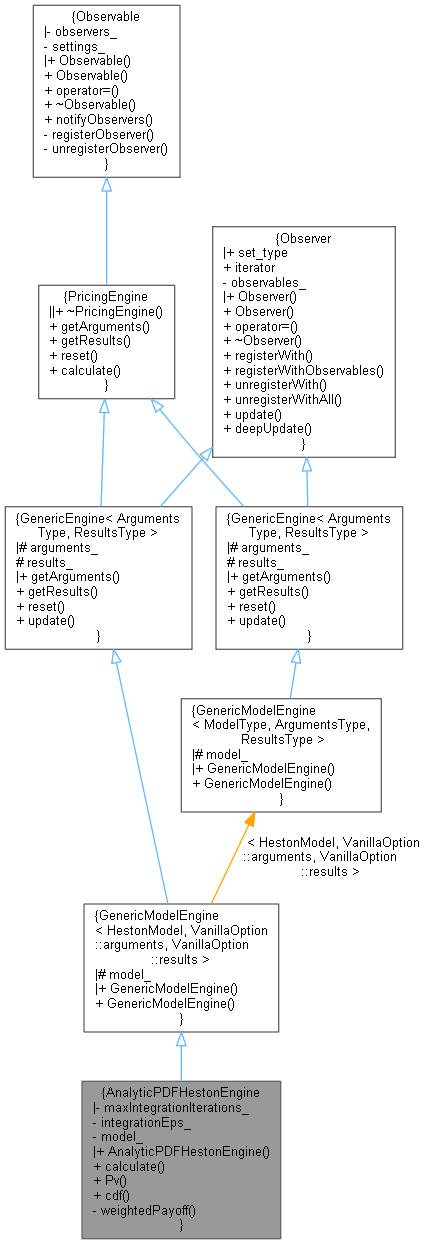 {Observable
|- observers_
- settings_
|+ Observable()
+ Observable()
+ operator=()
+ ~Observable()
+ notifyObservers()
- registerObserver()
- unregisterObserver()
}
{Observer
|+ set_type
+ iterator
- observables_
|+ Observer()
+ Observer()
+ operator=()
+ ~Observer()
+ registerWith()
+ registerWithObservables()
+ unregisterWith()
+ unregisterWithAll()
+ update()
+ deepUpdate()
}
{PricingEngine
||+ ~PricingEngine()
+ getArguments()
+ getResults()
+ reset()
+ calculate()
}
{GenericEngine< Arguments
Type, ResultsType >
|# arguments_
# results_
|+ getArguments()
+ getResults()
+ reset()
+ update()
}
{GenericEngine< Arguments
Type, ResultsType >
|# arguments_
# results_
|+ getArguments()
+ getResults()
+ reset()
+ update()
}
{GenericModelEngine
< ModelType, ArgumentsType,
ResultsType >
|# model_
|+ GenericModelEngine()
+ GenericModelEngine()
}
< HestonModel, VanillaOption
::arguments, VanillaOption
::results >
{GenericModelEngine
< HestonModel, VanillaOption
::arguments, VanillaOption
::results >
|# model_
|+ GenericModelEngine()
+ GenericModelEngine()
}
{AnalyticPDFHestonEngine
|- maxIntegrationIterations_
- integrationEps_
- model_
|+ AnalyticPDFHestonEngine()
+ calculate()
+ Pv()
+ cdf()
- weightedPayoff()
}